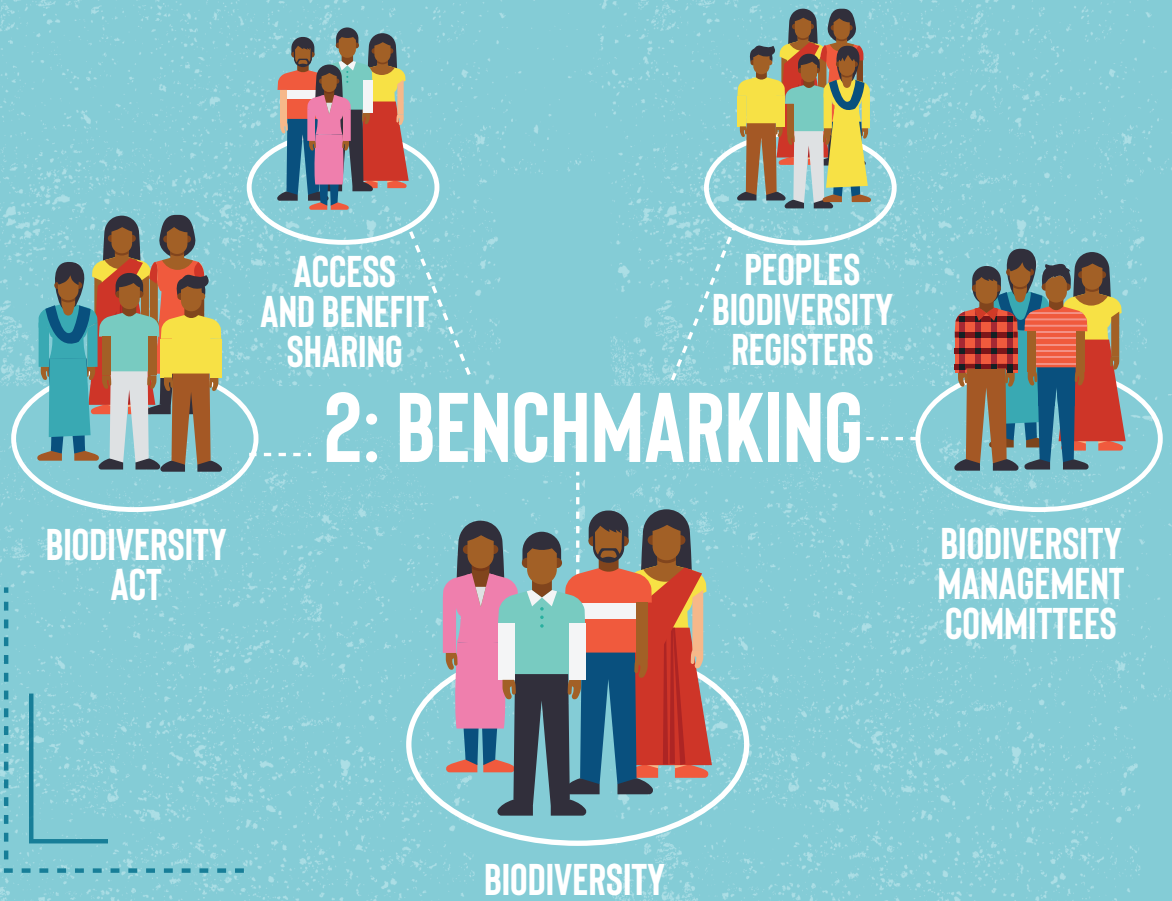 ACCESS
AND BENEFIT
SHARING
PEOPLES
BIODIVERSITY
REGISTERS
2: BENCHMARKING
BIODIVERSITY
ACT
BIODIVERSITY
MANAGEMENT
COMMITTEES
BIODIVERSITY